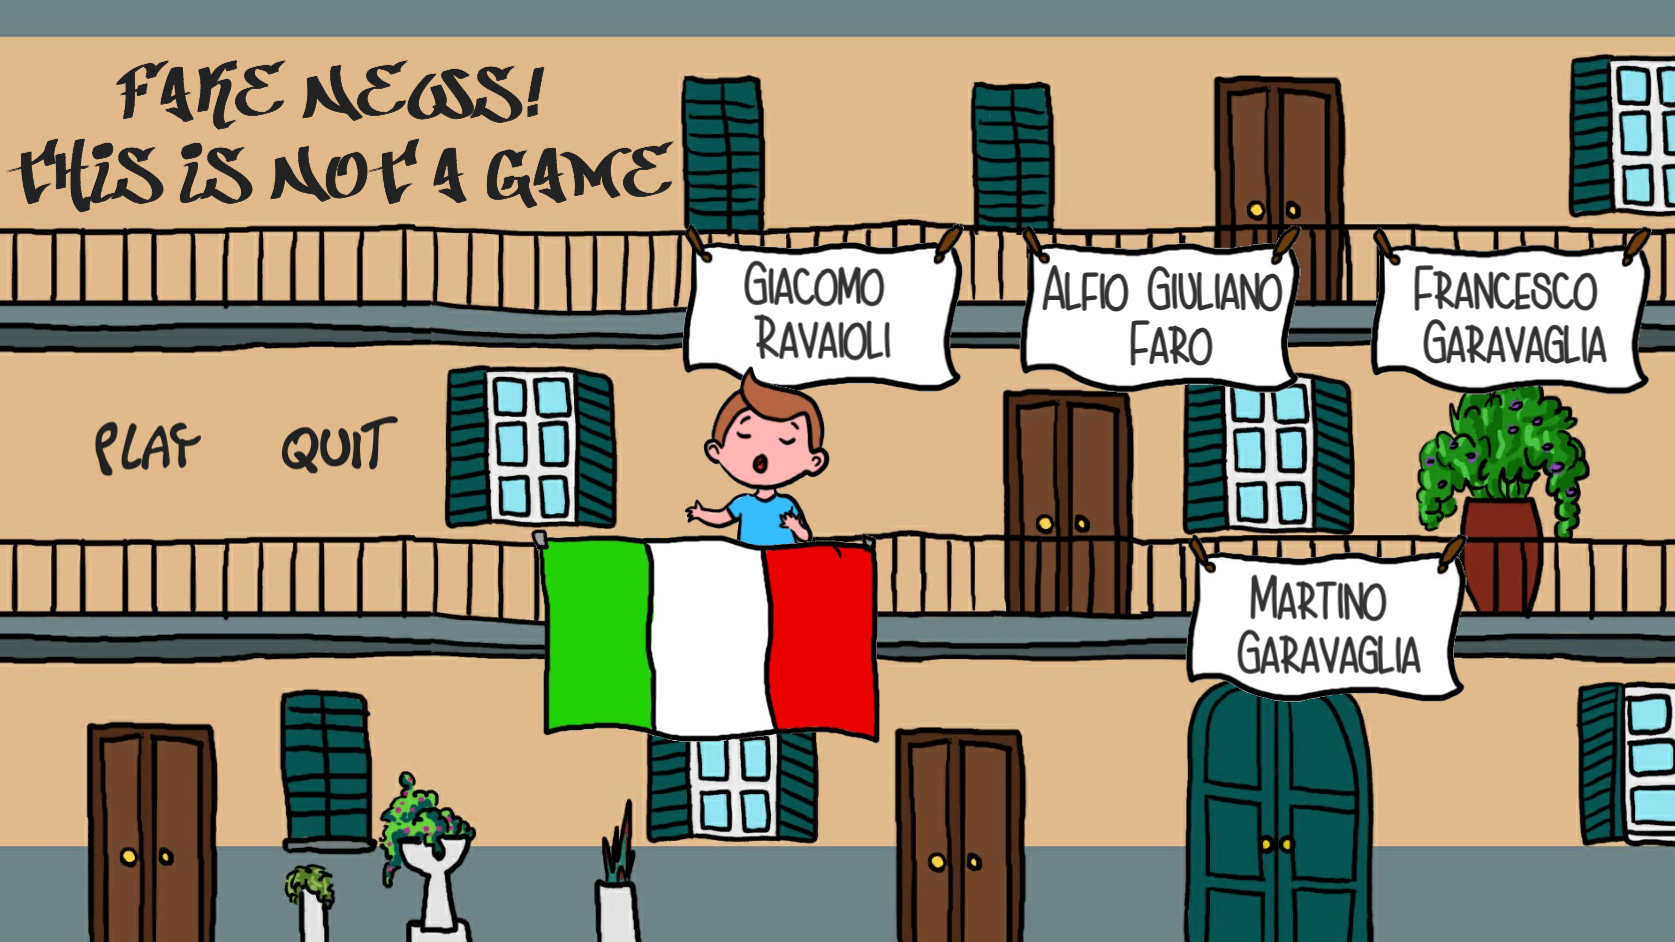 FAKE NEWS!
THIS IS NOT A GAME
GIACOMO
RAVAIOLI
ALFIO GIULIANO
FARO
FRANCESCO
GARAVAGLIA
PLAY QUIT
MARTINO
GARAVAGLIA